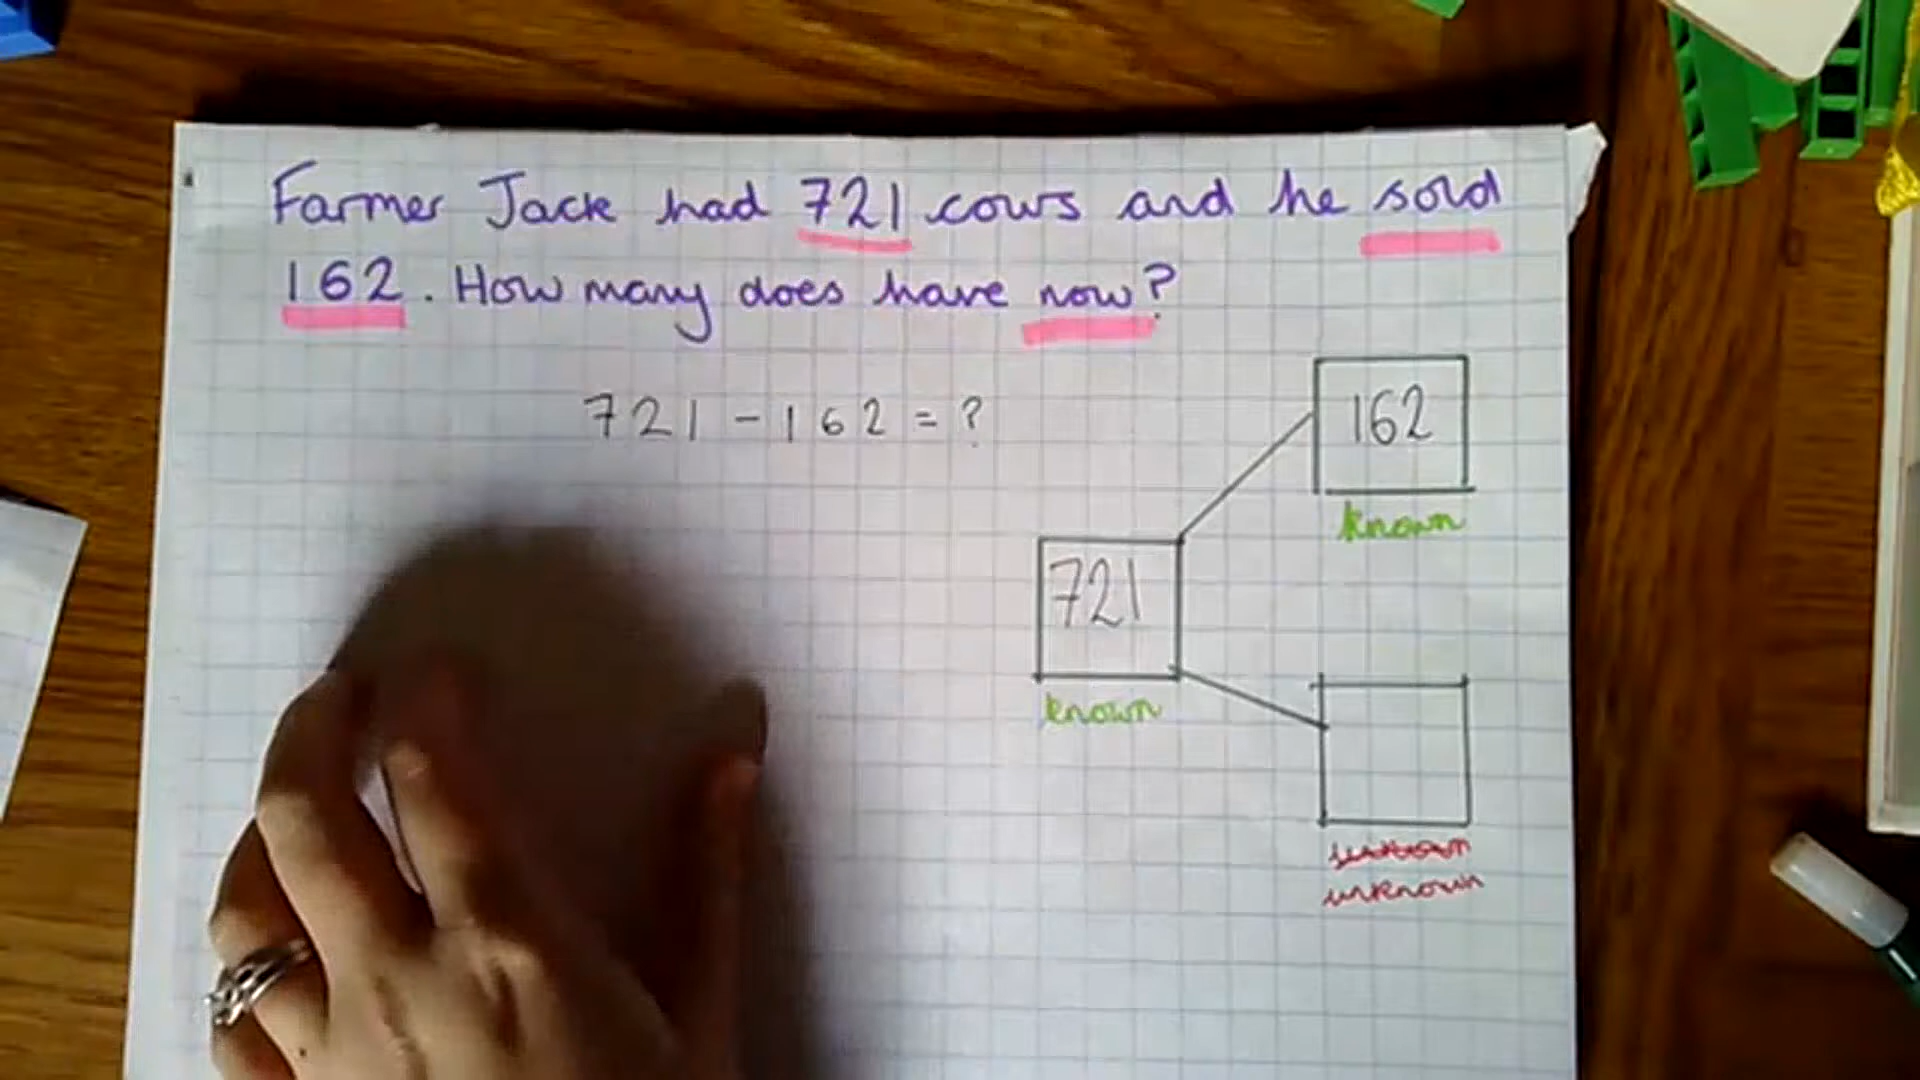 Farmer Jack had 721 cows and he sold
162. How many does have now?
721 - 162 = ?
162
known
721
known
unknown